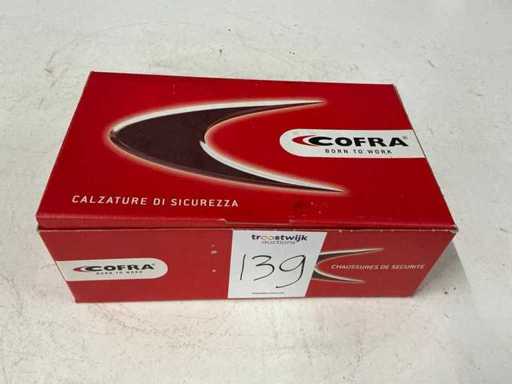 COFRA®
BORN TO WORK
CALZATURE DI SICUREZZA
COFRA®
BORN TO WORK
troostwijk
auctions
139
CHAUSSURES DE SECURITE